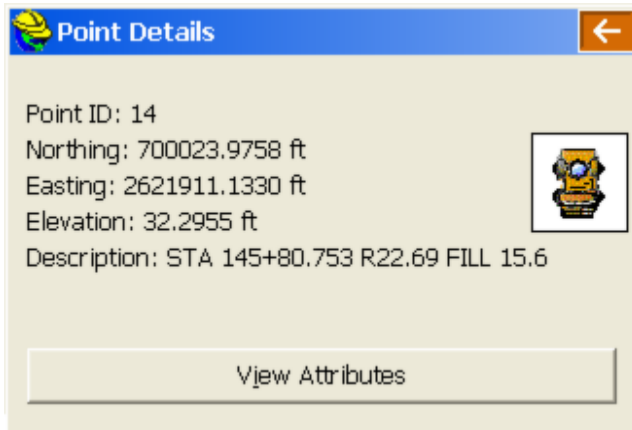 Point Details
Point ID: 14
Northing: 700023.9758 ft
Easting: 2621911.1330 ft
Elevation: 32.2955 ft
Description: STA 145+80.753 R22.69 FILL 15.6
View Attributes